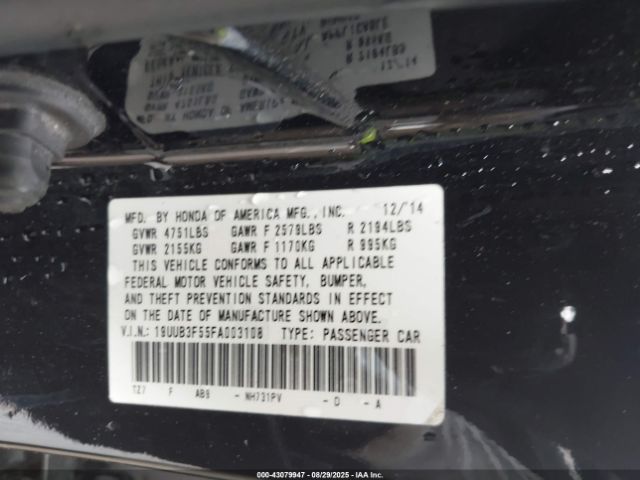 MFD. BY HONDA OF AMERICA MFG., INC. 12/'14
GVWR 4751LBS GAWR F 2579LBS R 2194LBS
GVWR 2155KG GAWR F 1170KG R 995KG
THIS VEHICLE CONFORMS TO ALL APPLICABLE
FEDERAL MOTOR VEHICLE SAFETY, BUMPER,
AND THEFT PREVENTION STANDARDS IN EFFECT
ON THE DATE OF MANUFACTURE SHOWN ABOVE.
V.I.N.: 19UUB3F55FA003108 TYPE: PASSENGER CAR
TZ7 F AB9 - NH731PV - D - A
000-43079947 - 08/29/2025 - IAA Inc.